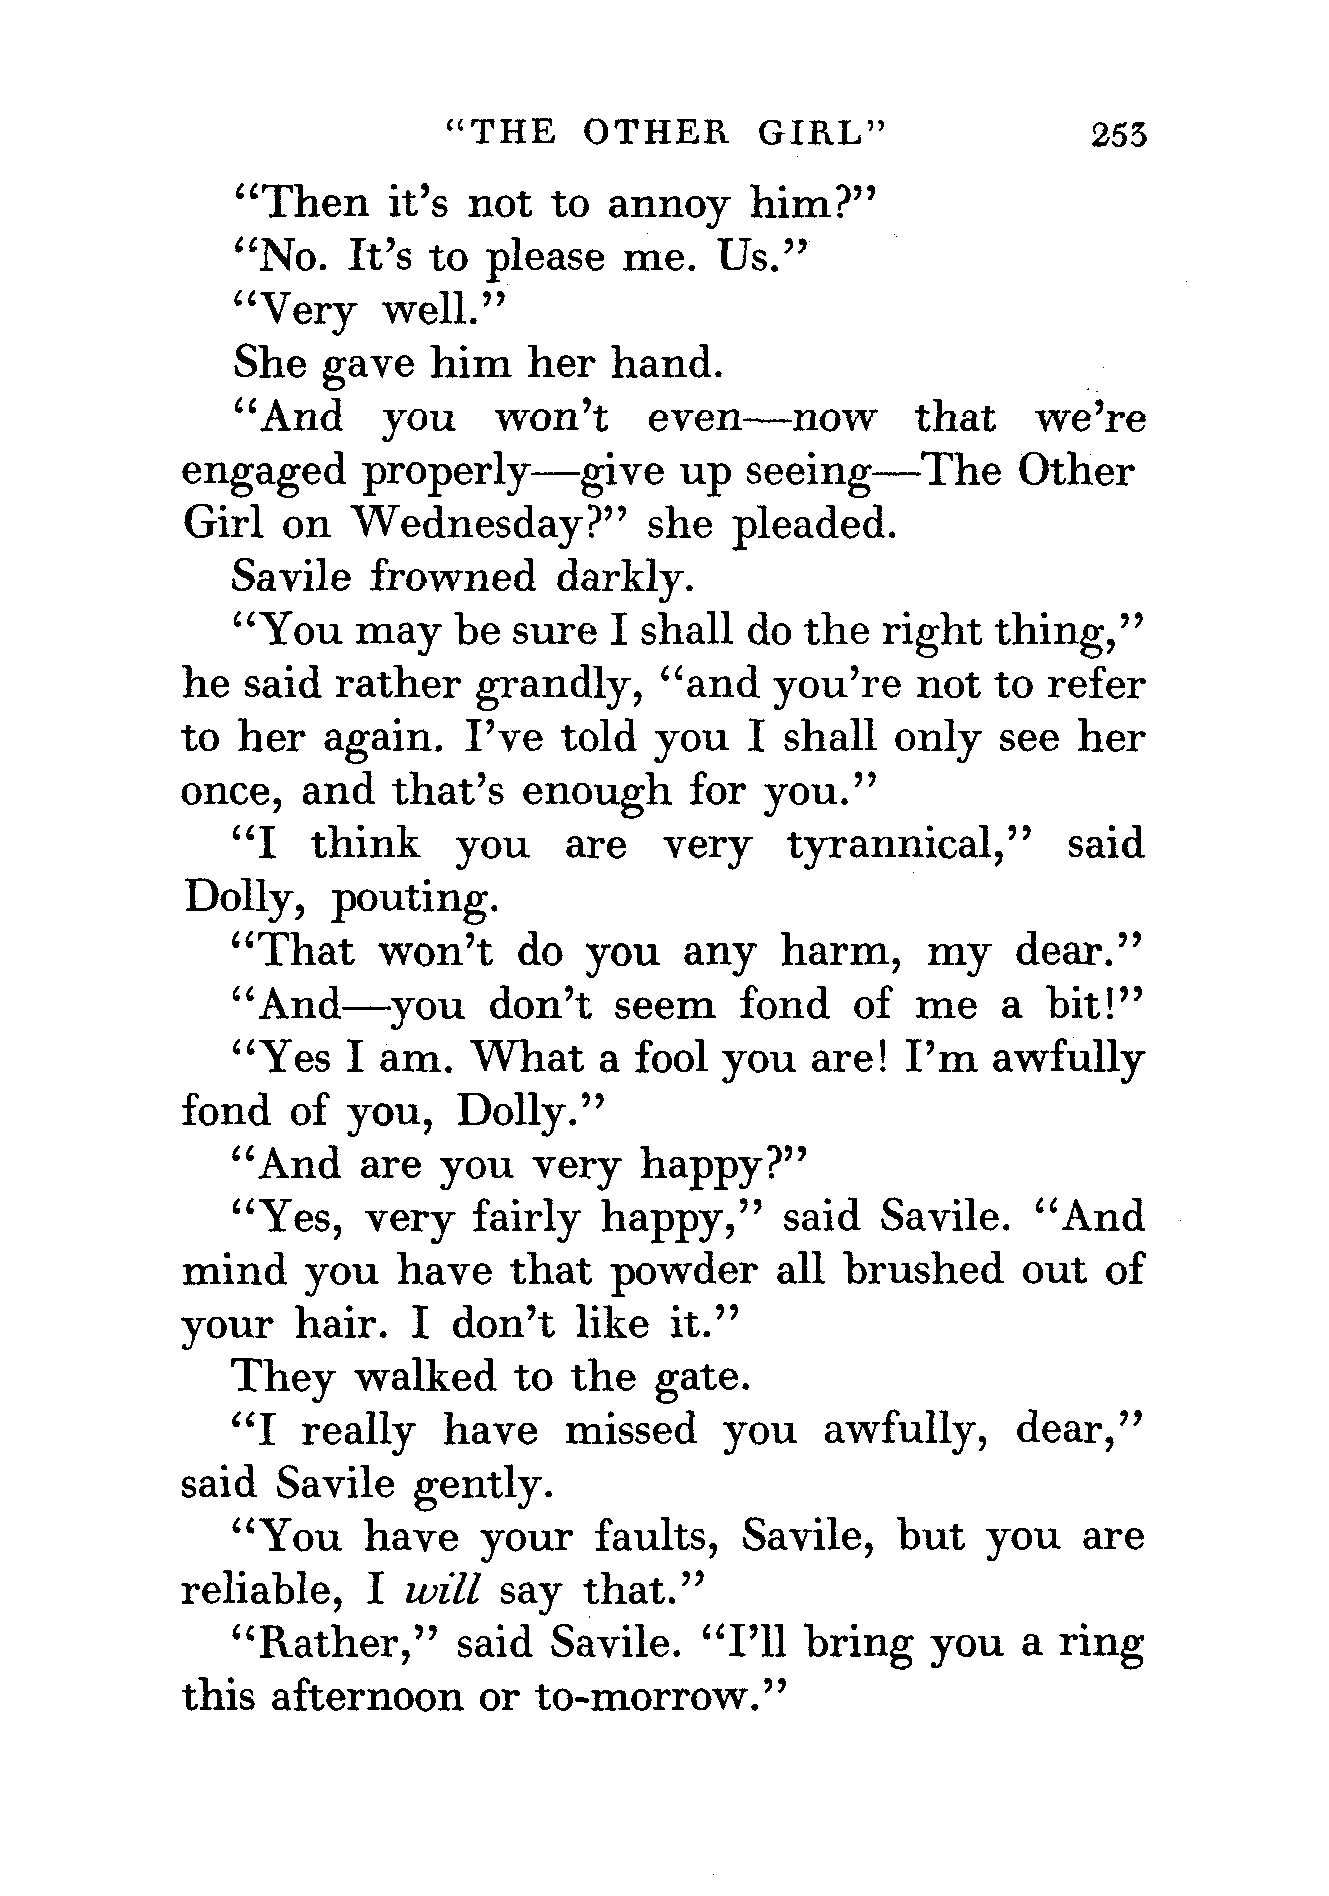 "THE OTHER GIRL" 253
"Then it's not to annoy him?"
"No. It's to please me. Us."
"Very well."
She gave him her hand.
"And you won't even—now that we're
engaged properly—give up seeing—The Other
Girl on Wednesday?" she pleaded.
Savile frowned darkly.
"You may be sure I shall do the right thing,"
he said rather grandly, "and you're not to refer
to her again. I've told you I shall only see her
once, and that's enough for you."
"I think you are very tyrannical," said
Dolly, pouting.
"That won't do you any harm, my dear."
"And—you don't seem fond of me a bit!"
"Yes I am. What a fool you are! I'm awfully
fond of you, Dolly."
"And are you very happy?"
"Yes, very fairly happy," said Savile. "And
mind you have that powder all brushed out of
your hair. I don't like it."
They walked to the gate.
"I really have missed you awfully, dear,"
said Savile gently.
"You have your faults, Savile, but you are
reliable, I will say that."
"Rather," said Savile. "I'll bring you a ring
this afternoon or to-morrow."